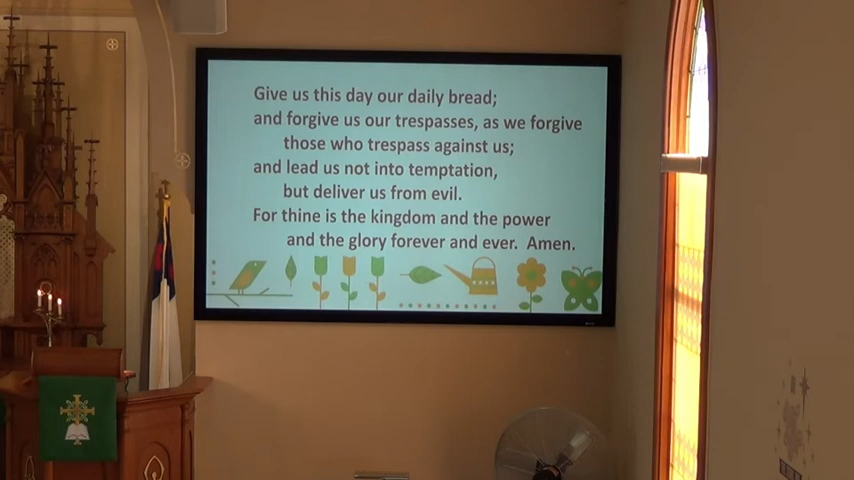 Give us this day our daily bread;
and forgive us our trespasses, as we forgive
those who trespass against us;
and lead us not into temptation,
but deliver us from evil.
For thine is the kingdom and the power
and the glory forever and ever.  Amen.